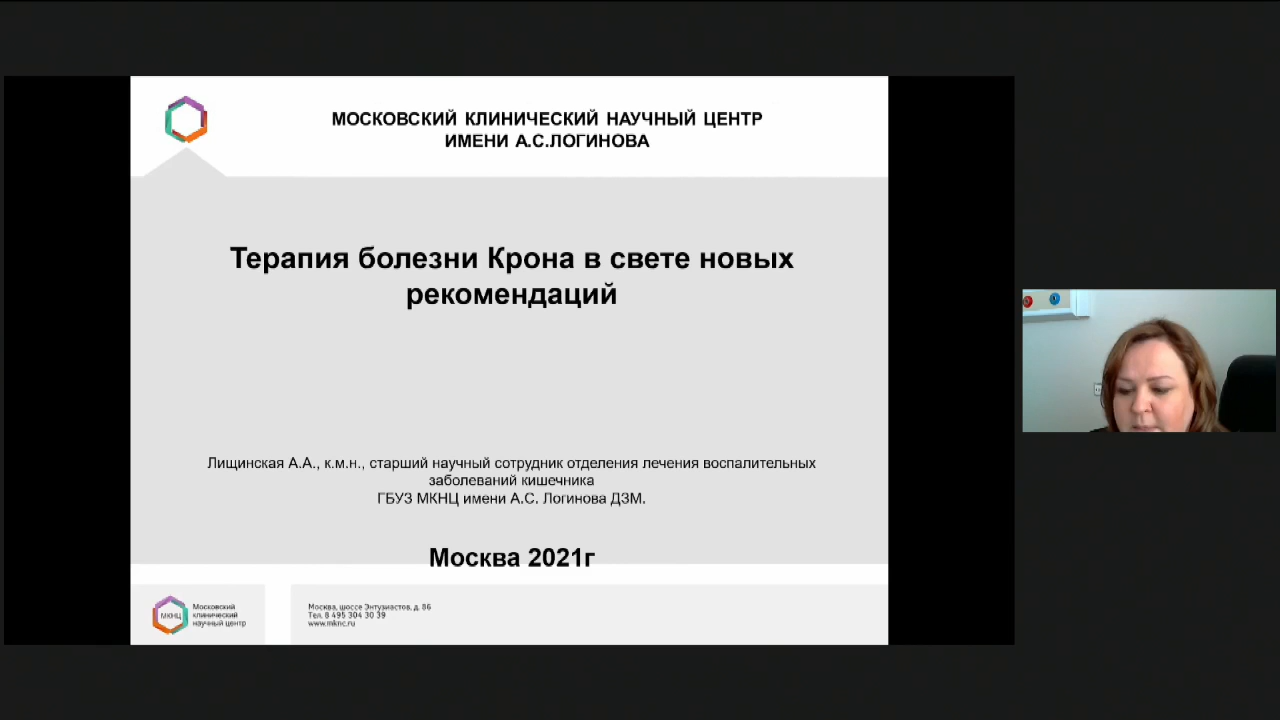 МОСКОВСКИЙ КЛИНИЧЕСКИЙ НАУЧНЫЙ ЦЕНТР
ИМЕНИ А.С.ЛОГИНОВА
Терапия болезни Крона в свете новых
рекомендаций
Лищинская А.А., к.м.н., старший научный сотрудник отделения лечения воспалительных
заболеваний кишечника
ГБУЗ МКНЦ имени А.С. Логинова ДЗМ.
Москва 2021г
МКНЦ
Московский
клинический
научный центр
Москва, шоссе Энтузиастов, д. 86
Тел. 8 495 304 30 39
www.mknc.ru